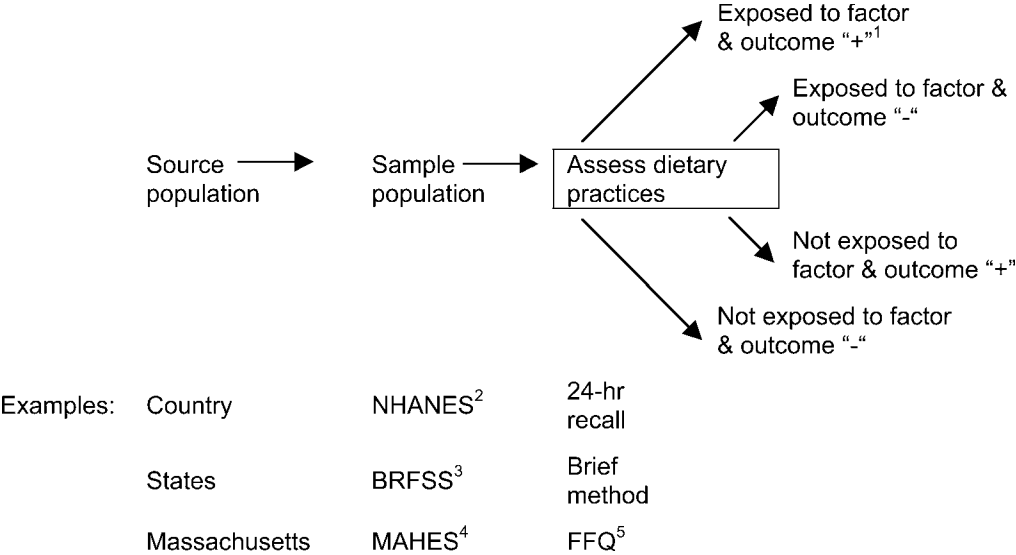 Exposed to factor
& outcome “+”¹
Exposed to factor &
outcome “-“
Source
population
Sample
population
Assess dietary
practices
Not exposed to
factor & outcome “+”
Not exposed to factor
& outcome “-“
Examples: Country NHANES² 24-hr
recall
States BRFSS³ Brief
method
Massachusetts MAHES⁴ FFQ⁵